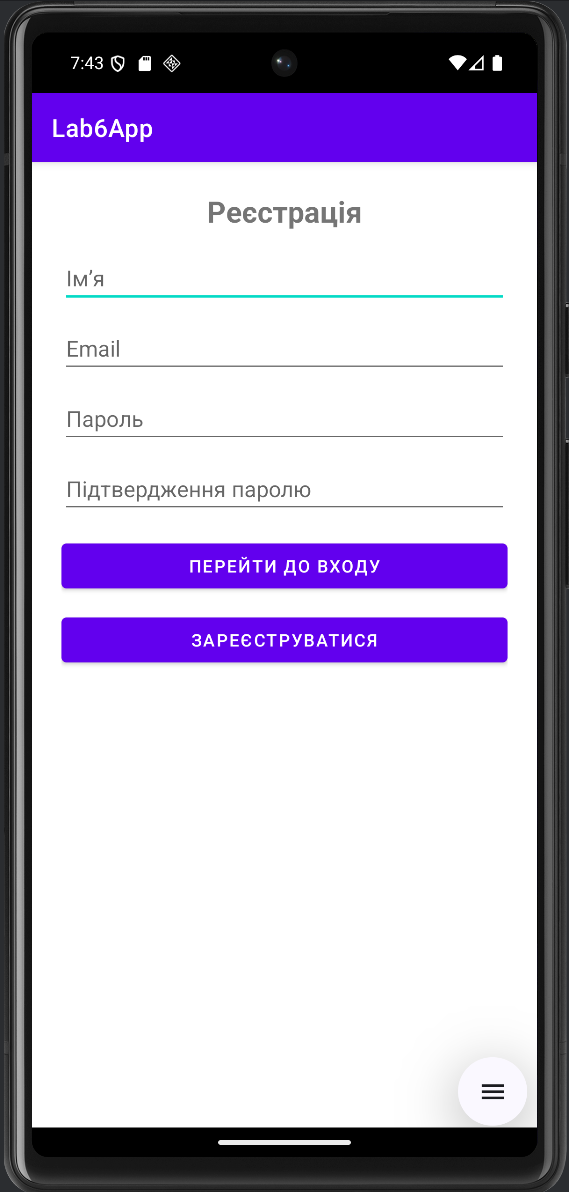 7:43
Lab6App
Реєстрація
Ім’я
Email
Пароль
Підтвердження паролю
ПЕРЕЙТИ ДО ВХОДУ
ЗАРЕЄСТРУВАТИСЯ